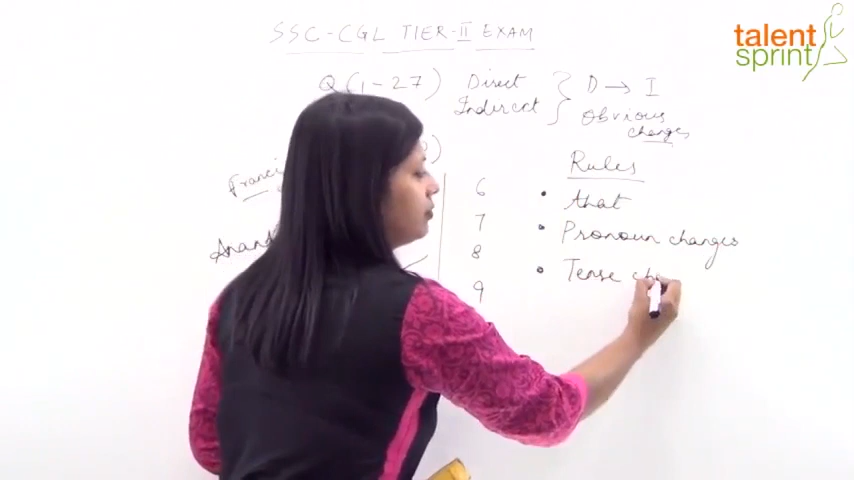 talent
sprint
SSC-CGL TIER-II EXAM
Q (1-27) Direct D → I
Indirect Obvious
changes
Rules
6 • that
7 • Pronoun changes
8 • Tense
9